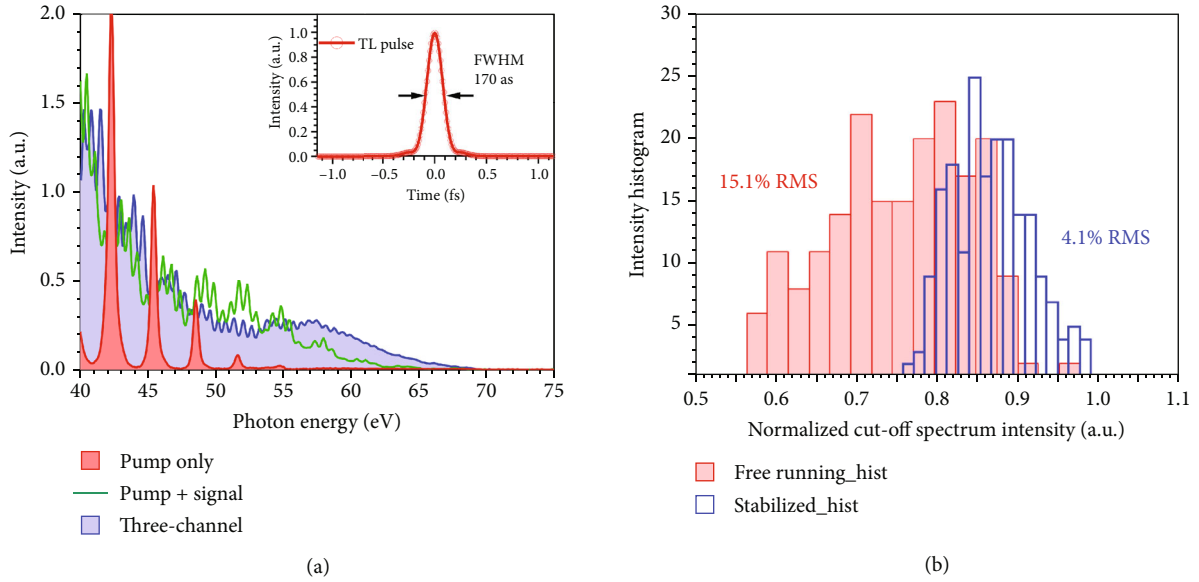 2.0
1.5
1.0
0.5
0.0
Intensity (a.u.)
40 45 50 55 60 65 70 75
Photon energy (eV)
1.0
0.8
0.6
0.4
0.2
0.0
Intensity (a.u.)
TL pulse
FWHM
170 as
−1.0 −0.5 0.0 0.5 1.0
Time (fs)
Pump only
Pump + signal
Three-channel
(a)
30
25
20
15
10
5
Intensity histogram
15.1% RMS
4.1% RMS
0.5 0.6 0.7 0.8 0.9 1.0 1.1
Normalized cut-off spectrum intensity (a.u.)
Free running_hist
Stabilized_hist
(b)